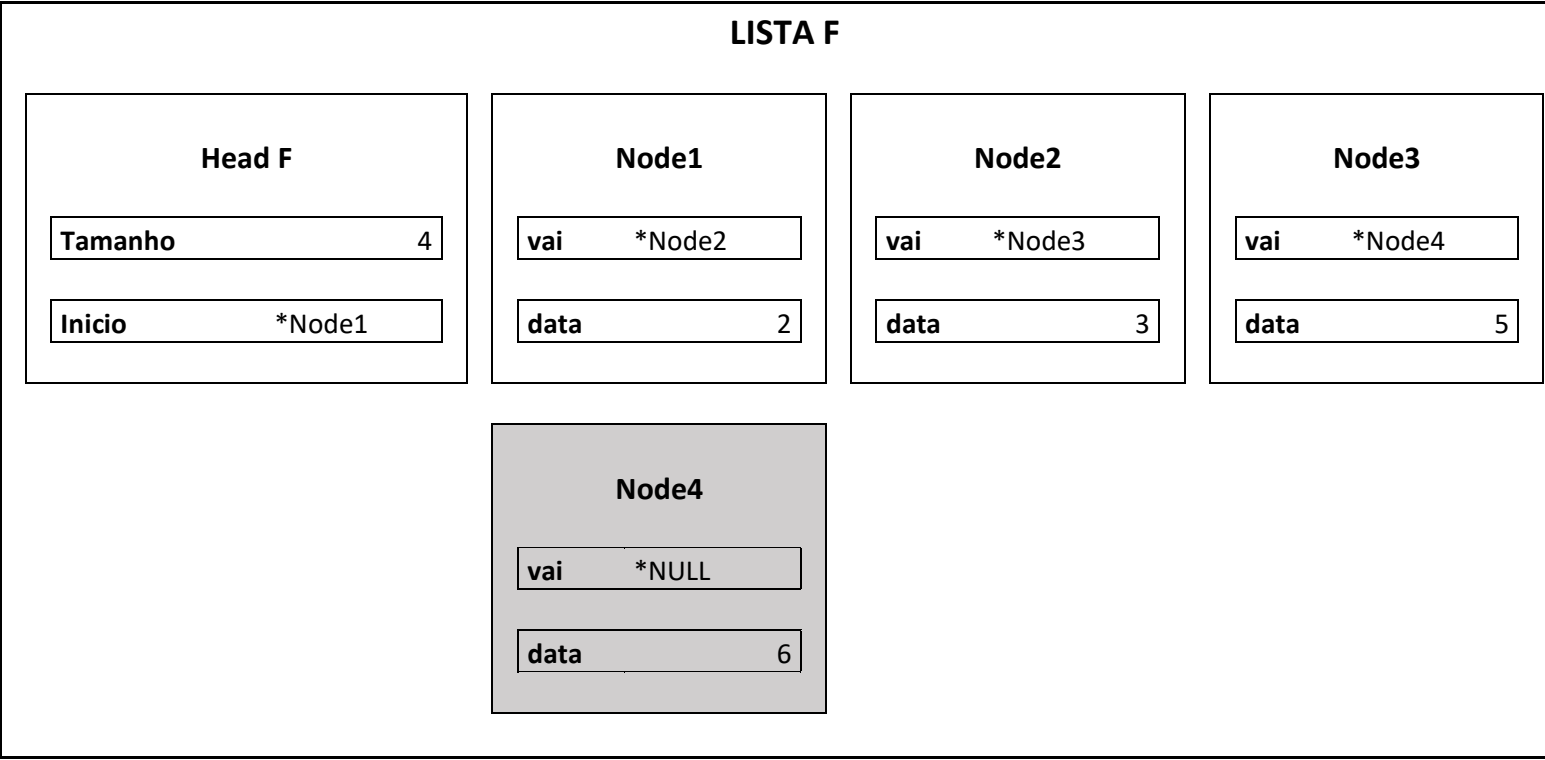 LISTA F
Head F
Tamanho 4
Inicio *Node1
Node1
vai *Node2
data 2
Node2
vai *Node3
data 3
Node3
vai *Node4
data 5
Node4
vai *NULL
data 6